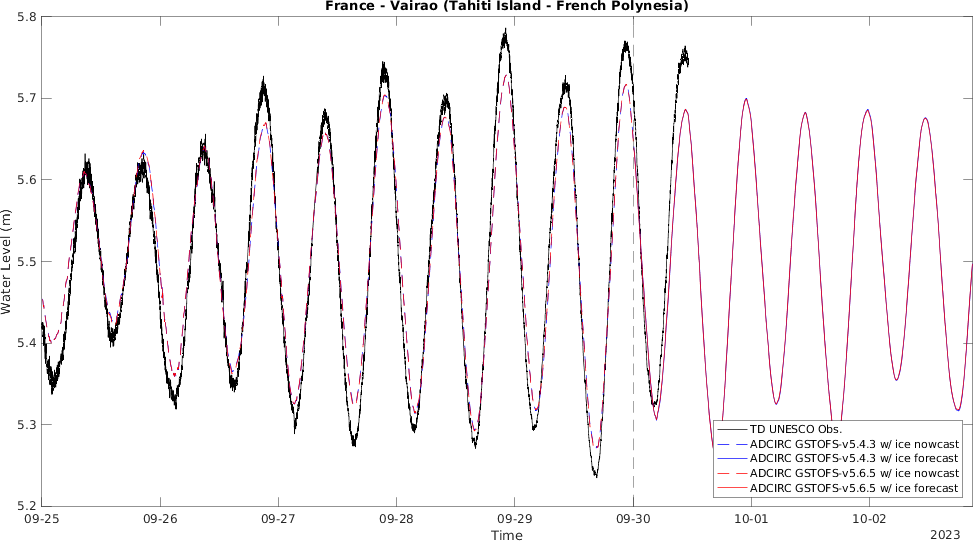 France - Vairao (Tahiti Island - French Polynesia)
5.8
5.7
5.6
5.5
5.4
5.3
5.2
Water Level (m)
TD UNESCO Obs.
ADCIRC GSTOFS-v5.4.3 w/ ice nowcast
ADCIRC GSTOFS-v5.4.3 w/ ice forecast
ADCIRC GSTOFS-v5.6.5 w/ ice nowcast
ADCIRC GSTOFS-v5.6.5 w/ ice forecast
09-25 09-26 09-27 09-28 09-29 09-30 10-01 10-02
Time
2023